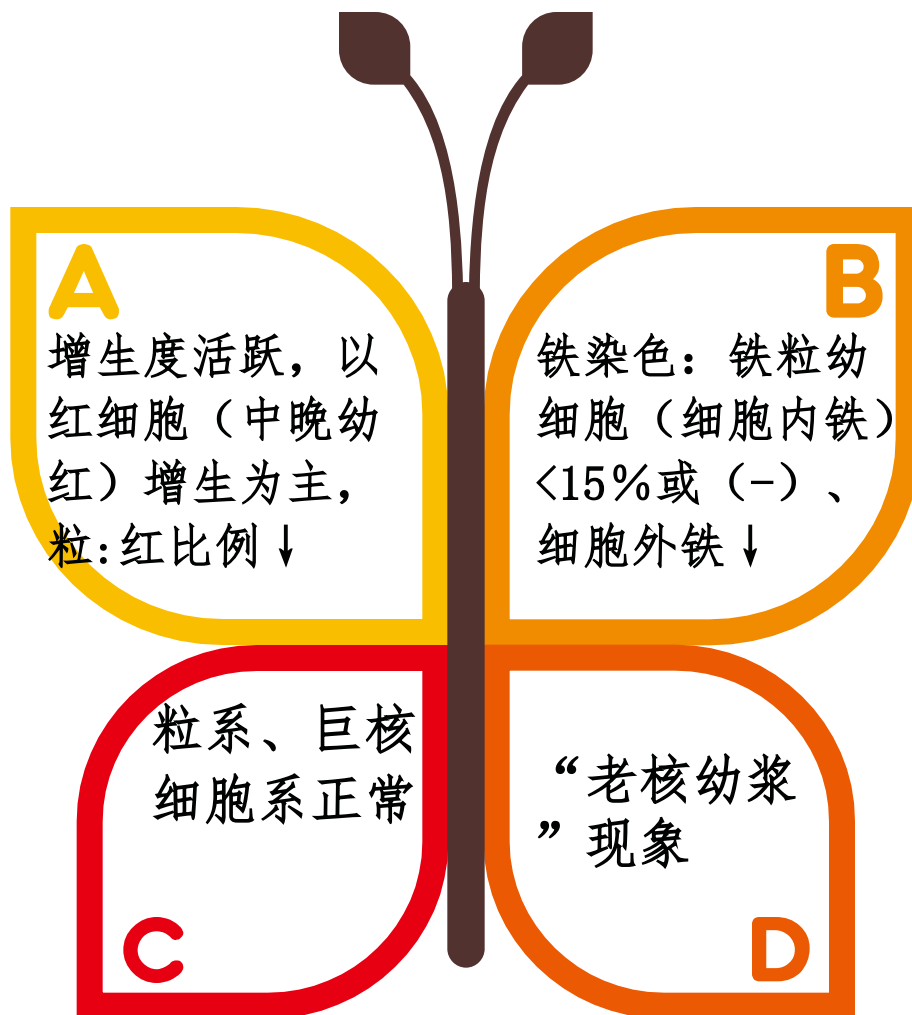 A
增生度活跃，以
红细胞（中晚幼
红）增生为主，
粒:红比例↓
B
铁染色：铁粒幼
细胞（细胞内铁）
<15%或（-）、
细胞外铁↓
粒系、巨核
细胞系正常
C
“老核幼浆
”现象
D